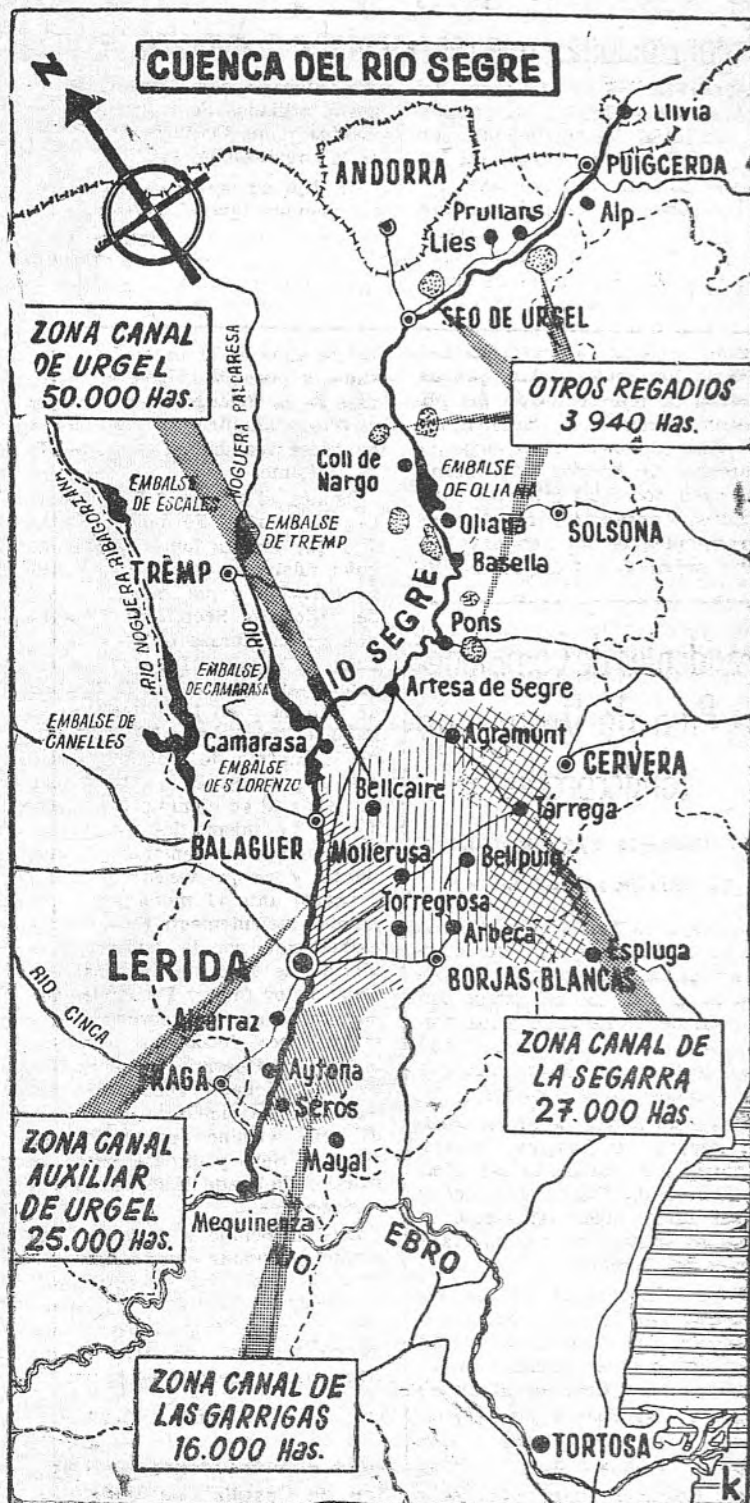 CUENCA DEL RIO SEGRE
N
Llivia
ANDORRA
PUIGCERDA
Prullans
Alp
Lles
SEO DE URGEL
ZONA CANAL
DE URGEL
50.000 Has.
NOGUERA PALLARESA
OTROS REGADIOS
3 940 Has.
Coll de
Nargo
EMBALSE
DE OLIANA
EMBALSE
DE ESCALES
Oliana
SOLSONA
EMBALSE
DE TREMP
RIO NOGUERA RIBAGORZANA
TREMP
Basella
RIO
IO SEGRE
Pons
Artesa de Segre
EMBALSE
DE CAMARASA
EMBALSE DE
CANELLES
Camarasa
Agramunt
CERVERA
EMBALSE
DE S. LORENZO
Bellcaire
Tárrega
BALAGUER
Mollerusa
Bellpuig
Torregrosa
Arbeca
Espluga
LERIDA
BORJAS BLANCAS
RIO CINCA
Alcarraz
ZONA CANAL DE
LA SEGARRA
27.000 Has.
FRAGA
Aytona
Serós
ZONA CANAL
AUXILIAR
DE URGEL
25.000 Has.
Mayal
Mequinenza
RIO EBRO
ZONA CANAL DE
LAS GARRIGAS
16.000 Has.
TORTOSA
k